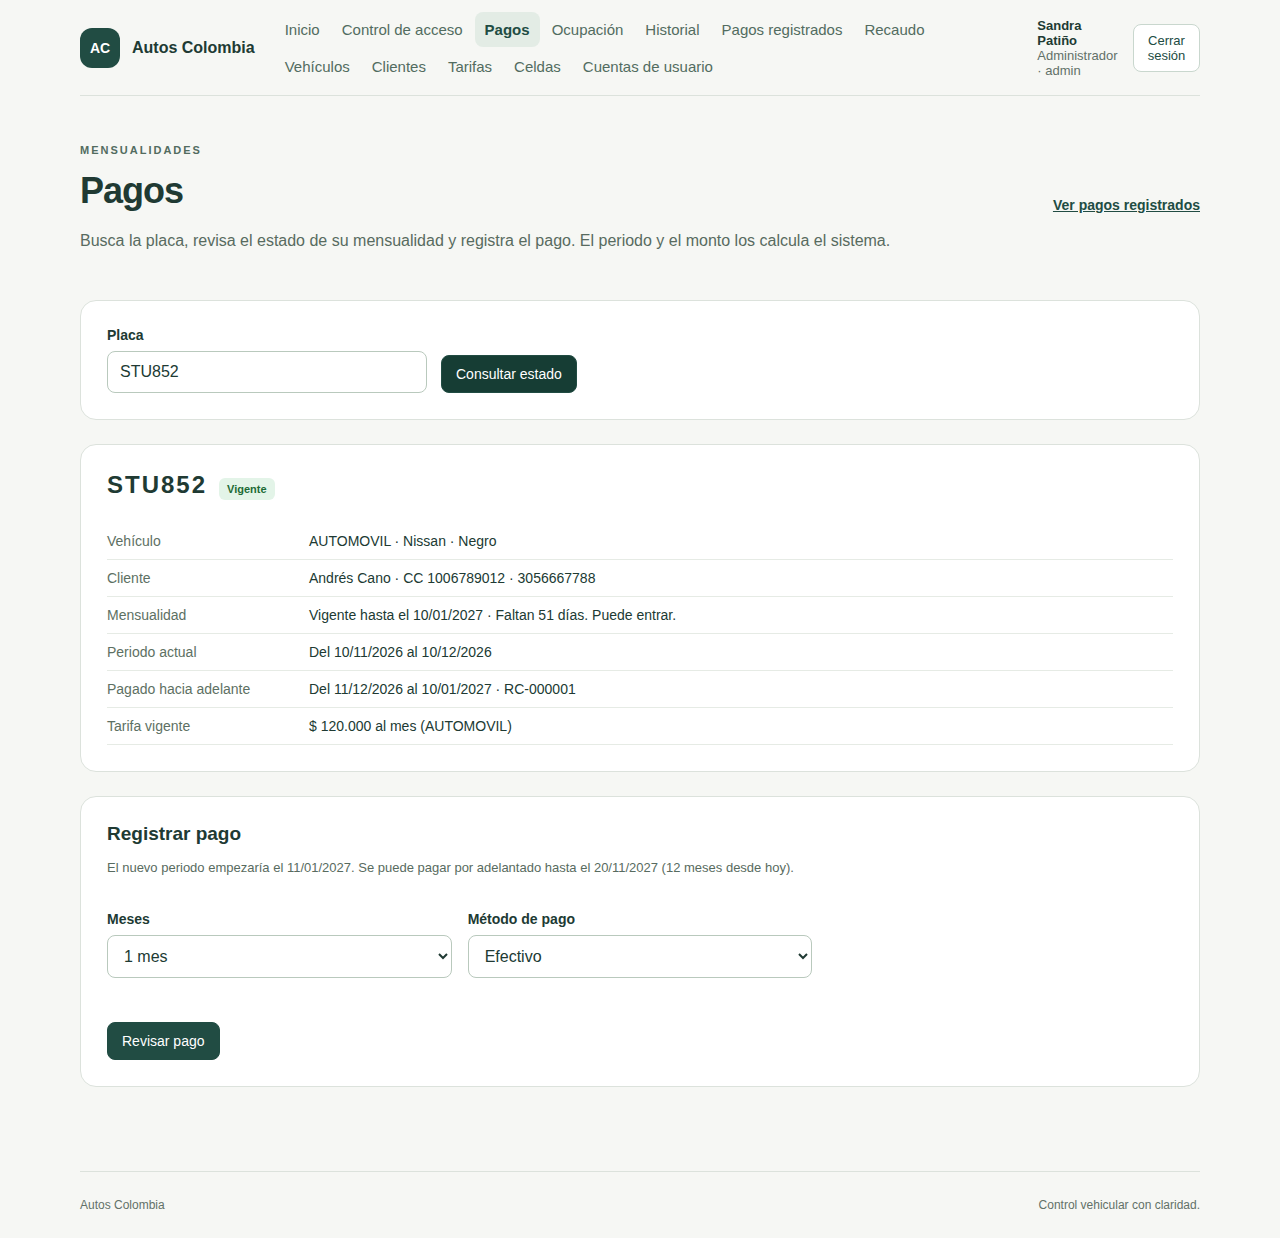 AC Autos Colombia
Inicio Control de acceso Pagos Ocupación Historial Pagos registrados Recaudo
Vehículos Clientes Tarifas Celdas Cuentas de usuario
Sandra
Patiño
Administrador
· admin
Cerrar
sesión
MENSUALIDADES
Pagos
Ver pagos registrados
Busca la placa, revisa el estado de su mensualidad y registra el pago. El periodo y el monto los calcula el sistema.
Placa
STU852 Consultar estado
STU852 Vigente
Vehículo AUTOMOVIL · Nissan · Negro
Cliente Andrés Cano · CC 1006789012 · 3056667788
Mensualidad Vigente hasta el 10/01/2027 · Faltan 51 días. Puede entrar.
Periodo actual Del 10/11/2026 al 10/12/2026
Pagado hacia adelante Del 11/12/2026 al 10/01/2027 · RC-000001
Tarifa vigente $ 120.000 al mes (AUTOMOVIL)
Registrar pago
El nuevo periodo empezaría el 11/01/2027. Se puede pagar por adelantado hasta el 20/11/2027 (12 meses desde hoy).
Meses Método de pago
1 mes Efectivo
Revisar pago
Autos Colombia Control vehicular con claridad.